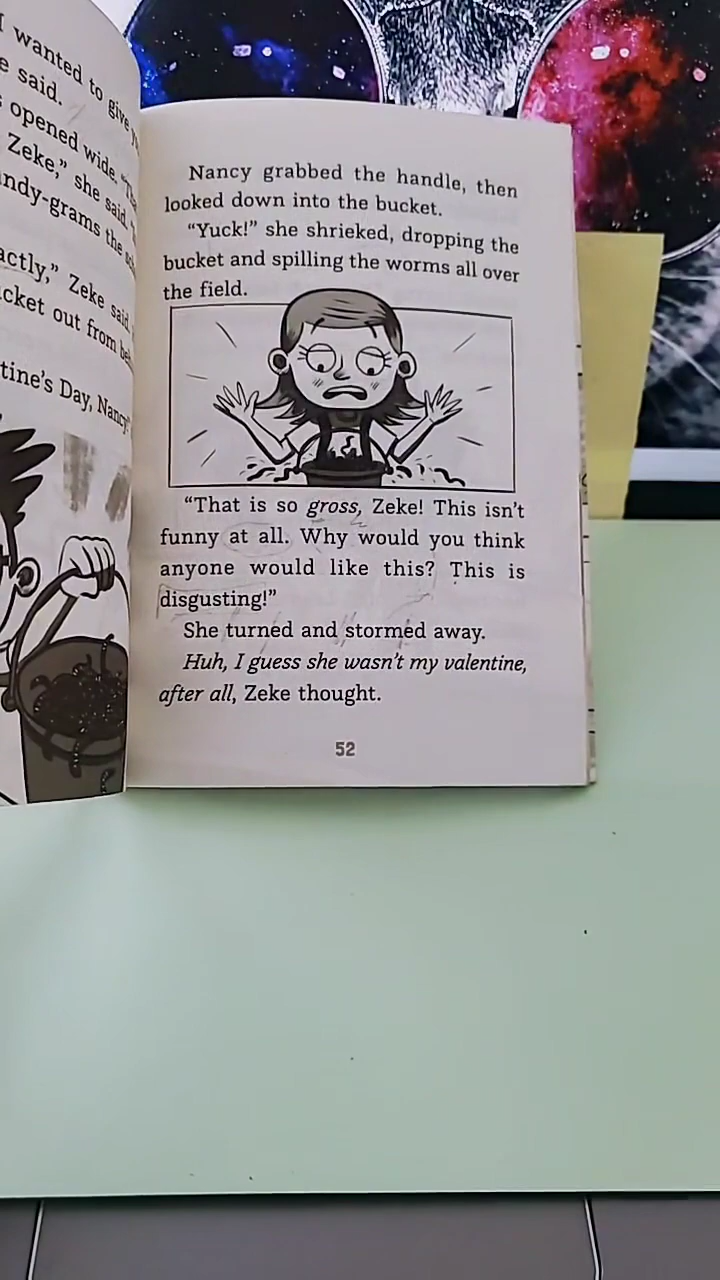 I wanted to give
e said.
opened wide.
Zeke," she said.
ndy-grams the
actly," Zeke said
cket out from
tine's Day, Nancy
Nancy grabbed the handle, then
looked down into the bucket.
"Yuck!" she shrieked, dropping the
bucket and spilling the worms all over
the field.
"That is so gross, Zeke! This isn't
funny at all. Why would you think
anyone would like this? This is
disgusting!"
She turned and stormed away.
Huh, I guess she wasn't my valentine,
after all, Zeke thought.
52